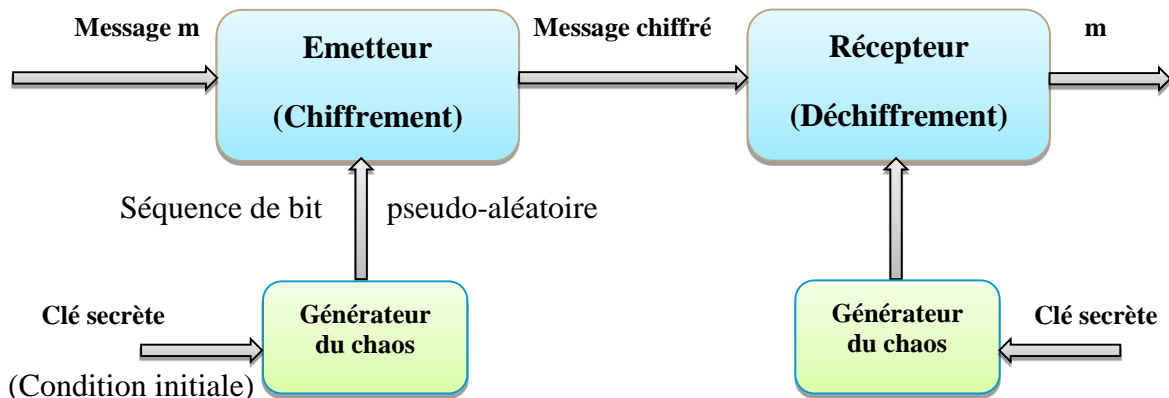 Message m
Emetteur
(Chiffrement)
Message chiffré
Récepteur
(Déchiffrement)
m
Séquence de bit pseudo-aléatoire
Clé secrète
(Condition initiale)
Générateur
du chaos
Générateur
du chaos
Clé secrète